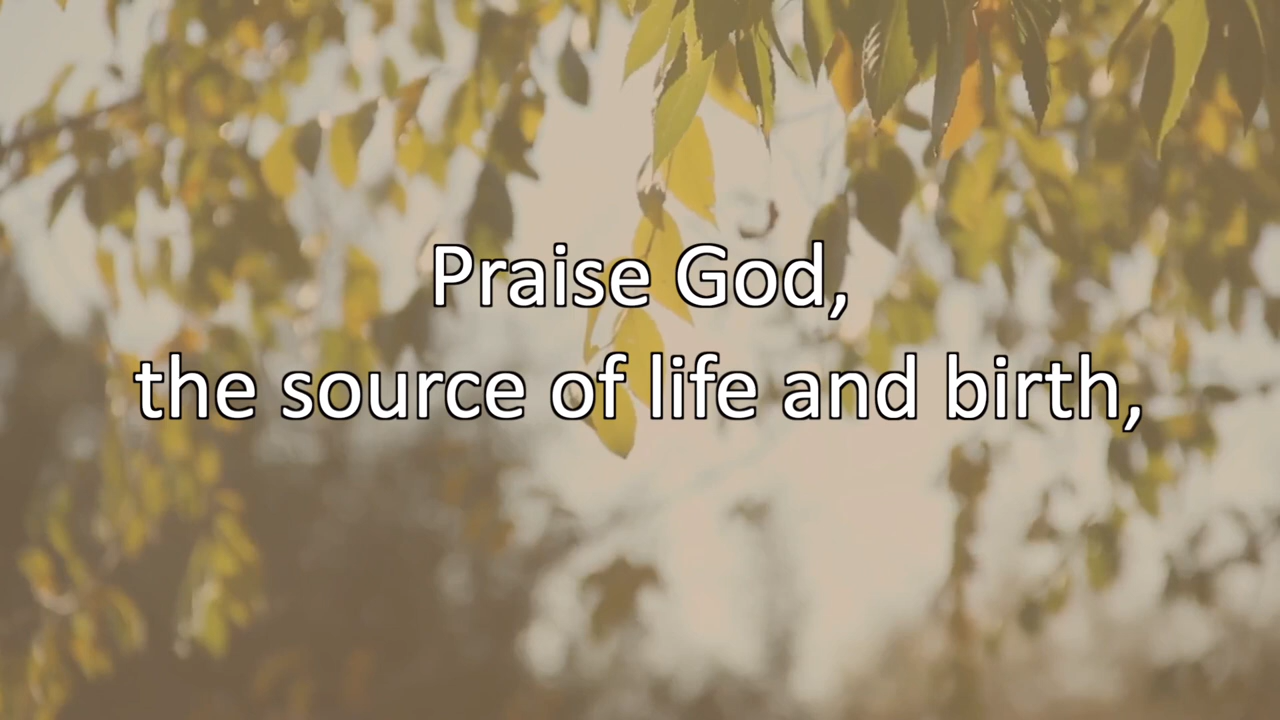 Praise God,
the source of life and birth,